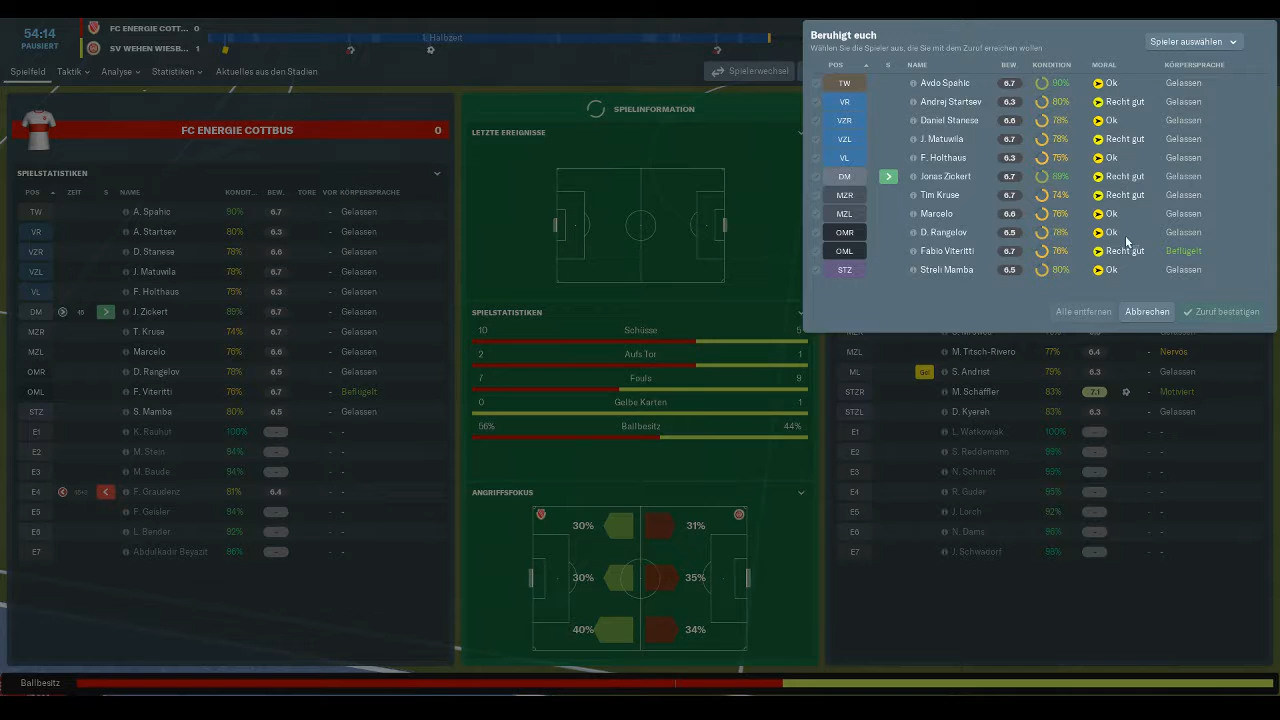 54:14
PAUSIERT
FC ENERGIE COTT... 0
SV WEHEN WIESB... 1
Halbzeit
Spielfeld Taktik Analyse Statistiken Aktuelles aus den Stadien
Spielerwechsel
FC ENERGIE COTTBUS 0
SPIELSTATISTIKEN
POS ZEIT S NAME KONDIT... BEW. TORE VOR KÖRPERSPRACHE
TW A. Spahic 90% 6.7 - Gelassen
VR A. Startsev 80% 6.3 - Gelassen
VZR D. Stanese 78% 6.6 - Gelassen
VZL J. Matuwila 78% 6.7 - Gelassen
VL F. Holthaus 75% 6.3 - Gelassen
DM 46 J. Zickert 89% 6.7 - Gelassen
MZR T. Kruse 74% 6.7 - Gelassen
MZL Marcelo 76% 6.6 - Gelassen
OMR D. Rangelov 78% 6.5 - Gelassen
OML F. Viteritti 76% 6.7 - Beflügelt
STZ S. Mamba 80% 6.5 - Gelassen
E1 K. Rauhut 100% - - -
E2 M. Stein 94% - - -
E3 M. Baude 94% - - -
E4 F. Graudenz 81% 6.4 - -
E5 F. Geisler 94% - - -
E6 L. Bender 92% - - -
E7 Abdulkadir Beyazit 96% - - -
SPIELINFORMATION
LETZTE EREIGNISSE
SPIELSTATISTIKEN
10 Schüsse 5
2 Aufs Tor 1
7 Fouls 9
0 Gelbe Karten 1
56% Ballbesitz 44%
ANGRIFFSFOKUS
30% 31%
30% 35%
40% 34%
Beruhigt euch
Wählen Sie die Spieler aus, die Sie mit dem Zuruf erreichen wollen
Spieler auswählen
POS S NAME BEW. KONDITION MORAL KÖRPERSPRACHE
TW Avdo Spahic 6.7 90% Ok Gelassen
VR Andrej Startsev 6.3 80% Recht gut Gelassen
VZR Daniel Stanese 6.6 78% Ok Gelassen
VZL J. Matuwila 6.7 78% Recht gut Gelassen
VL F. Holthaus 6.3 75% Ok Gelassen
DM Jonas Zickert 6.7 89% Recht gut Gelassen
MZR Tim Kruse 6.7 74% Recht gut Gelassen
MZL Marcelo 6.6 76% Ok Gelassen
OMR D. Rangelov 6.5 78% Ok Gelassen
OML Fabio Viteritti 6.7 76% Recht gut Beflügelt
STZ Streli Mamba 6.5 80% Ok Gelassen
Alle entfernen Abbrechen Zuruf bestätigen
MZL M. Titsch-Rivero 77% 6.4 - Nervös
ML Gel S. Andrist 79% 6.3 - Gelassen
STZR M. Schäffler 83% 7.1 - Motiviert
STZL D. Kyereh 83% 6.3 - Gelassen
E1 L. Watkowiak 100% - - -
E2 S. Reddemann 98% - - -
E3 N. Schmidt 99% - - -
E4 R. Guder 95% - - -
E5 J. Lorch 92% - - -
E6 N. Dams 96% - - -
E7 J. Schwadorf 98% - - -
Ballbesitz